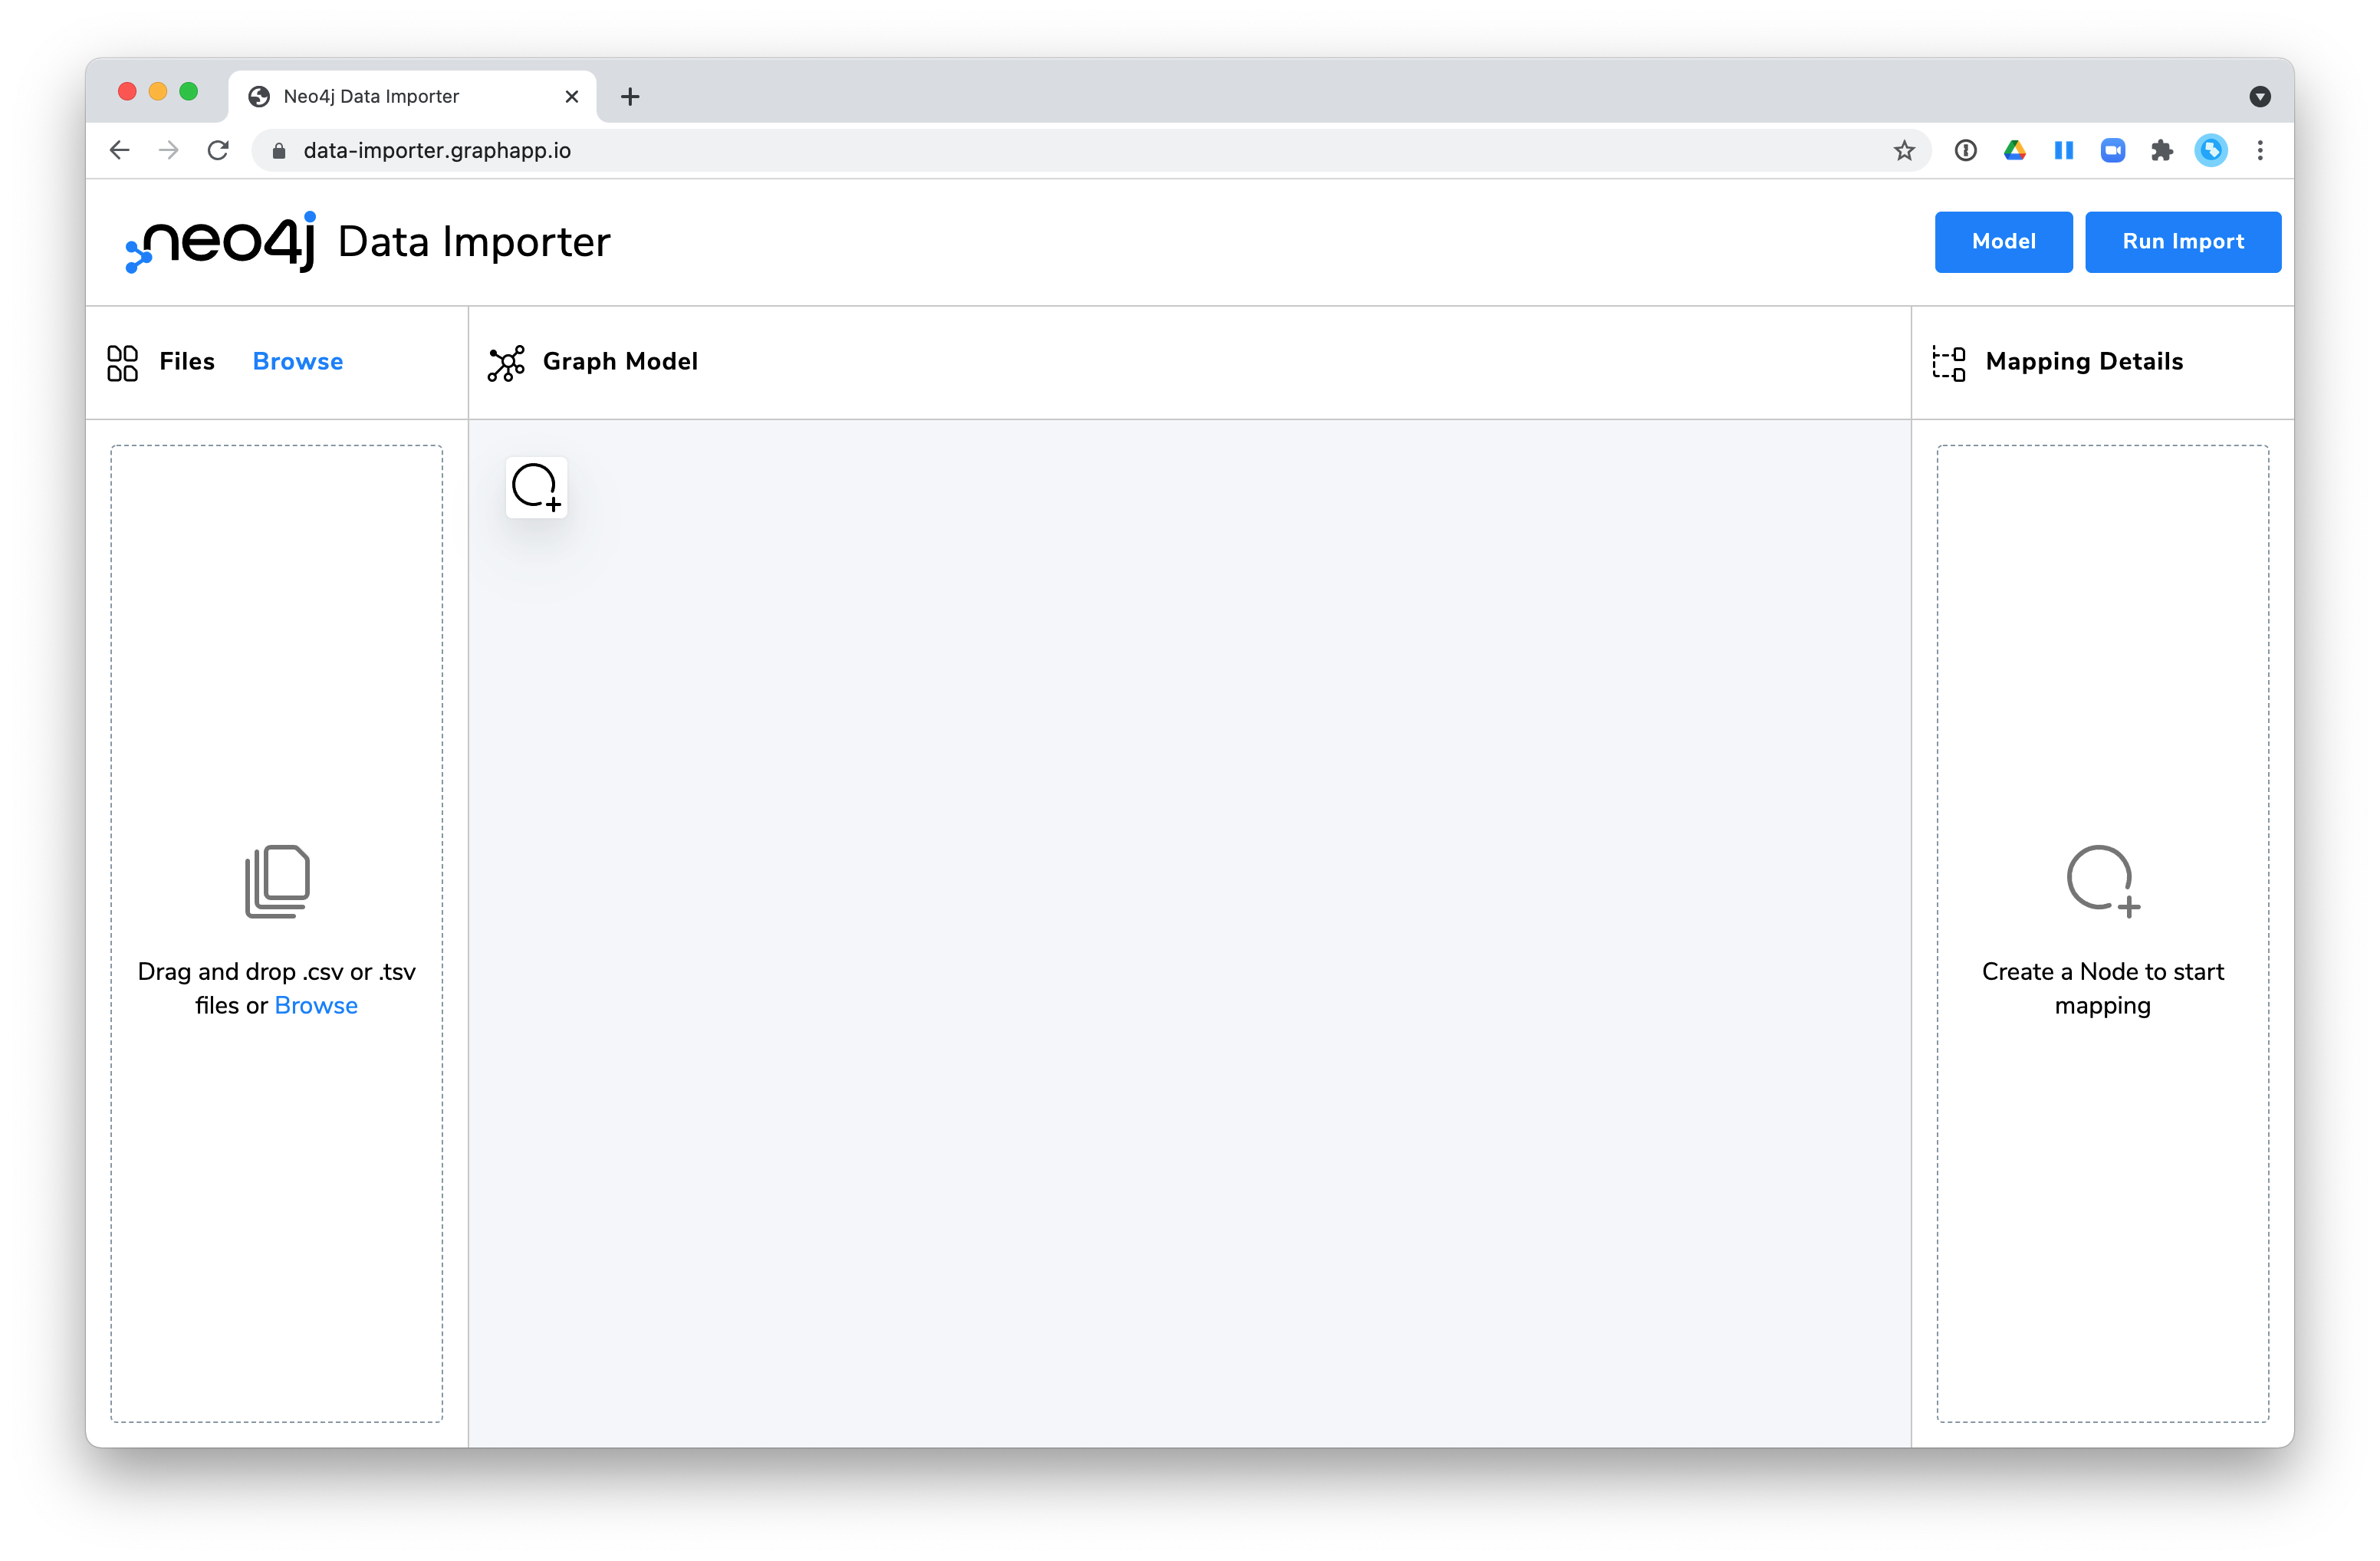 Neo4j Data Importer
data-importer.graphapp.io
neo4j Data Importer
Model
Run Import
Files
Browse
Graph Model
Mapping Details
Drag and drop .csv or .tsv
files or Browse
Create a Node to start
mapping